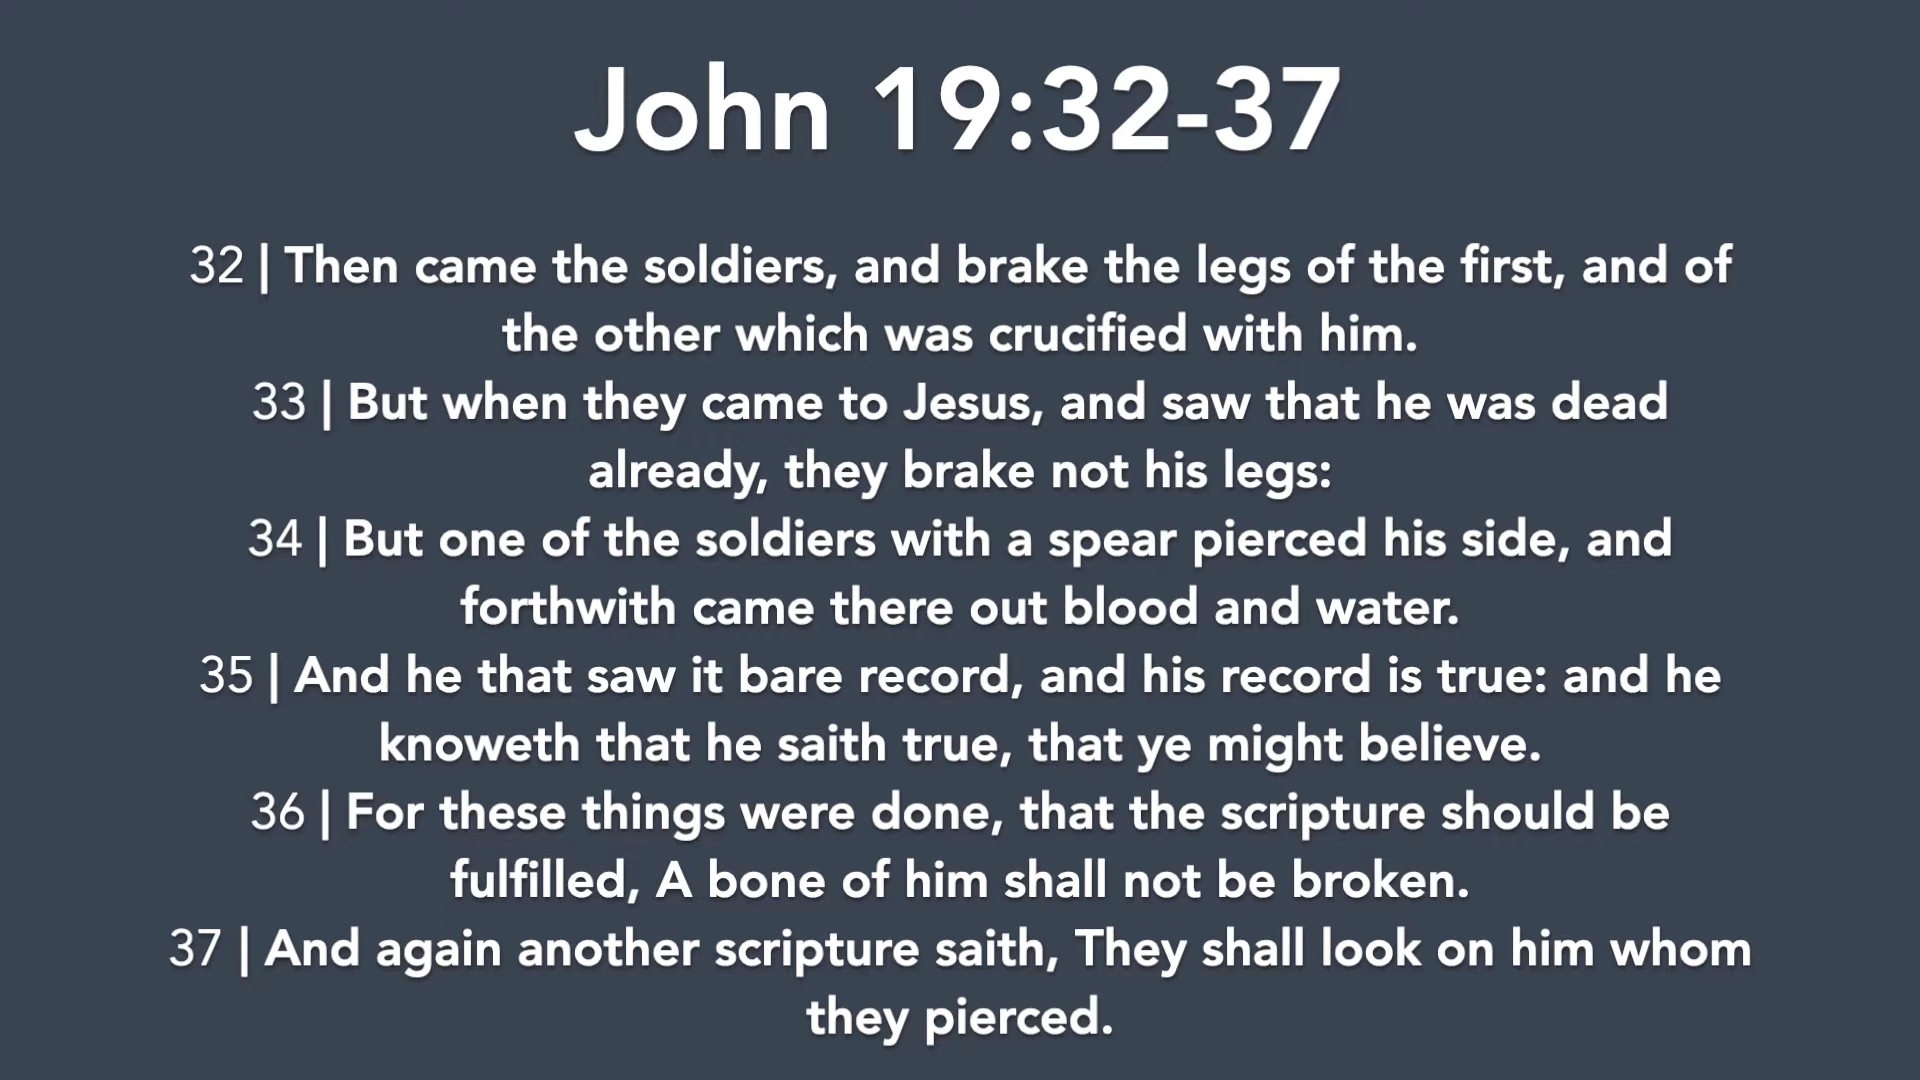 John 19:32-37
32 | Then came the soldiers, and brake the legs of the first, and of
the other which was crucified with him.
33 | But when they came to Jesus, and saw that he was dead
already, they brake not his legs:
34 | But one of the soldiers with a spear pierced his side, and
forthwith came there out blood and water.
35 | And he that saw it bare record, and his record is true: and he
knoweth that he saith true, that ye might believe.
36 | For these things were done, that the scripture should be
fulfilled, A bone of him shall not be broken.
37 | And again another scripture saith, They shall look on him whom
they pierced.